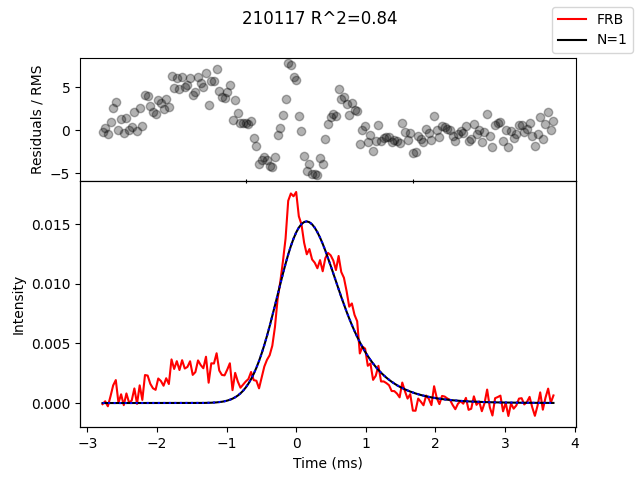 210117 R^2=0.84
FRB
N=1
Residuals / RMS
5
0
−5
Intensity
0.015
0.010
0.005
0.000
−3 −2 −1 0 1 2 3 4
Time (ms)